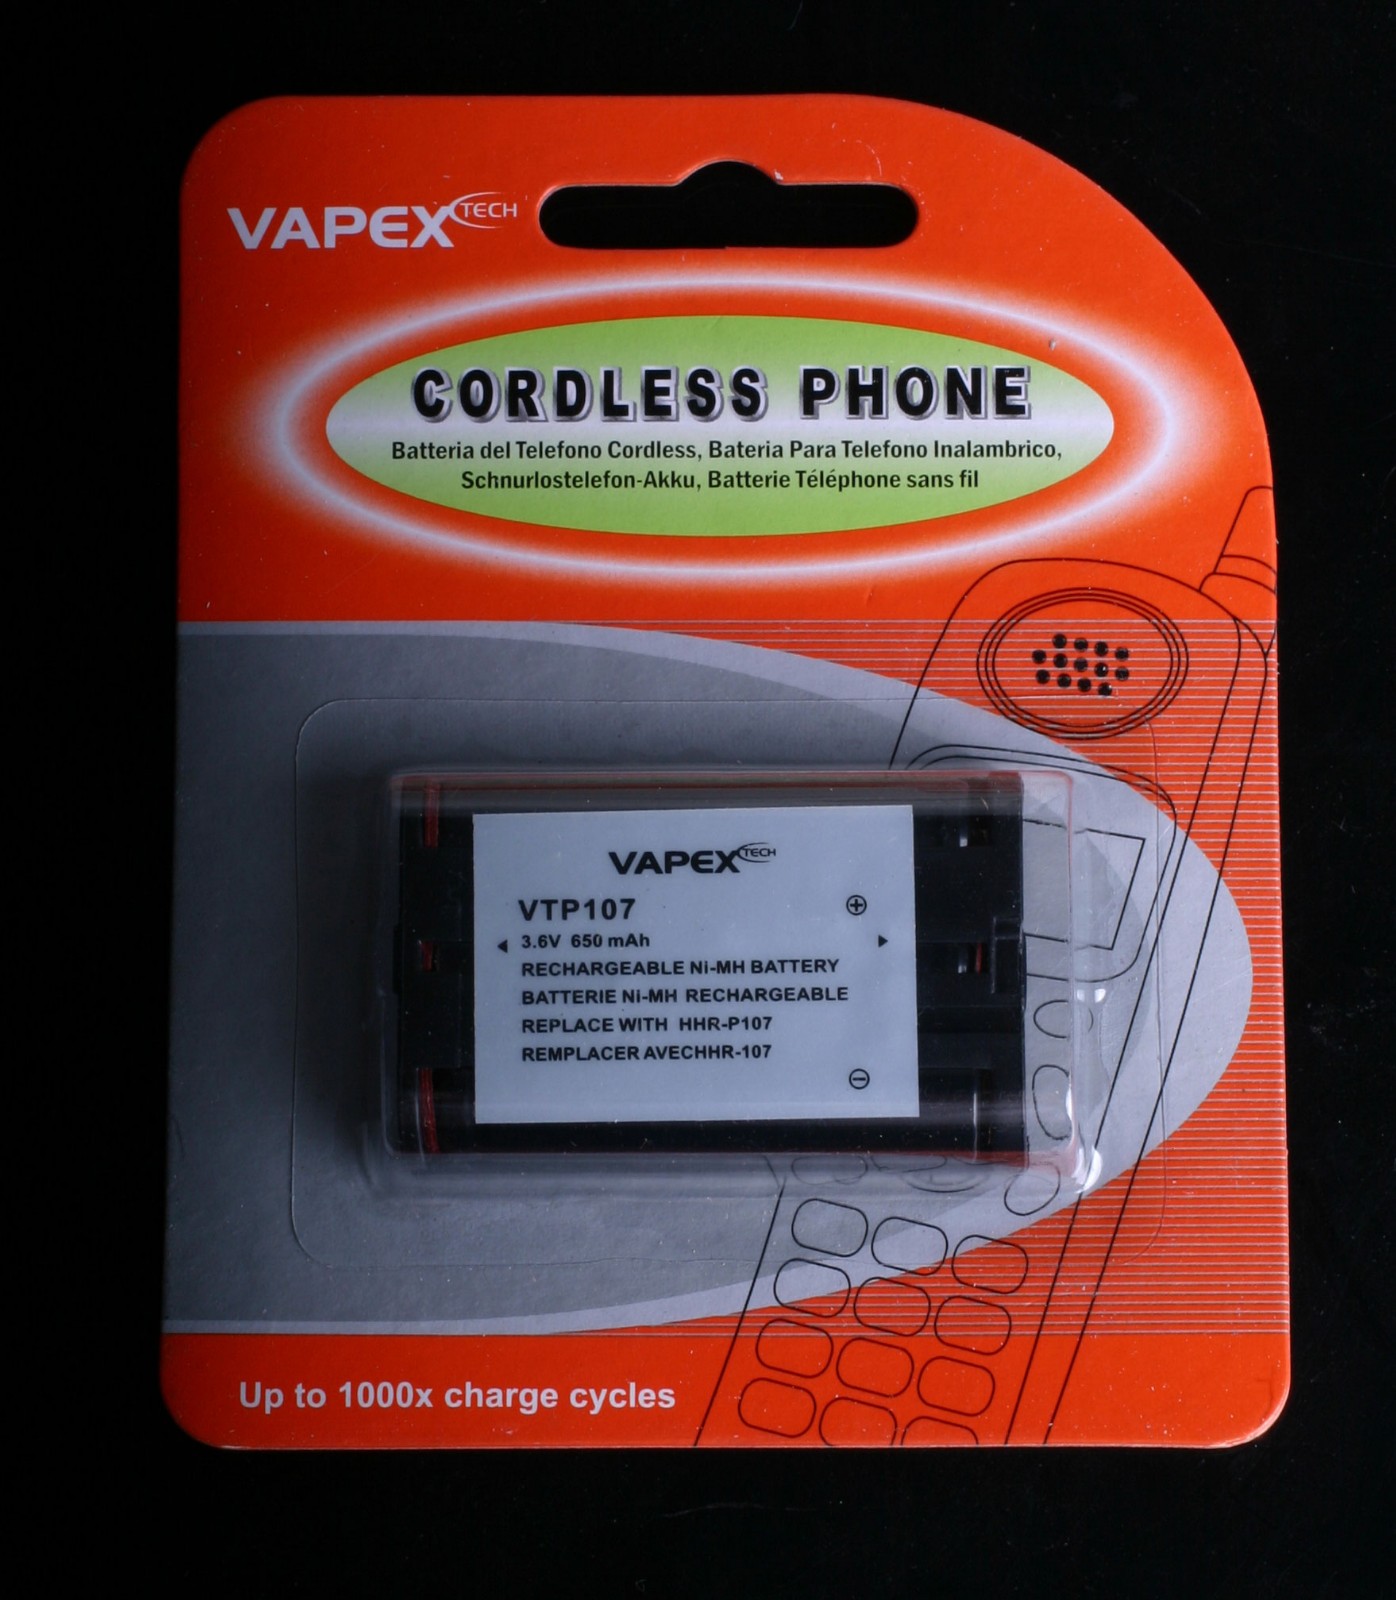 VAPEX TECH
CORDLESS PHONE
Batteria del Telefono Cordless, Bateria Para Telefono Inalambrico,
Schnurlostelefon-Akku, Batterie Téléphone sans fil
VAPEX TECH
VTP107
3.6V 650 mAh
RECHARGEABLE Ni-MH BATTERY
BATTERIE Ni-MH RECHARGEABLE
REPLACE WITH HHR-P107
REMPLACER AVECHHR-107
Up to 1000x charge cycles